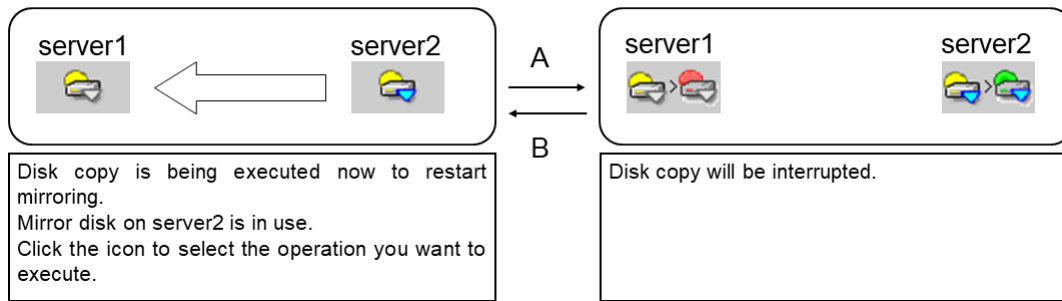 server1
server2
A
B
server1
server2
>
>
Disk copy is being executed now to restart
mirroring.
Mirror disk on server2 is in use.
Click the icon to select the operation you want to
execute.
Disk copy will be interrupted.